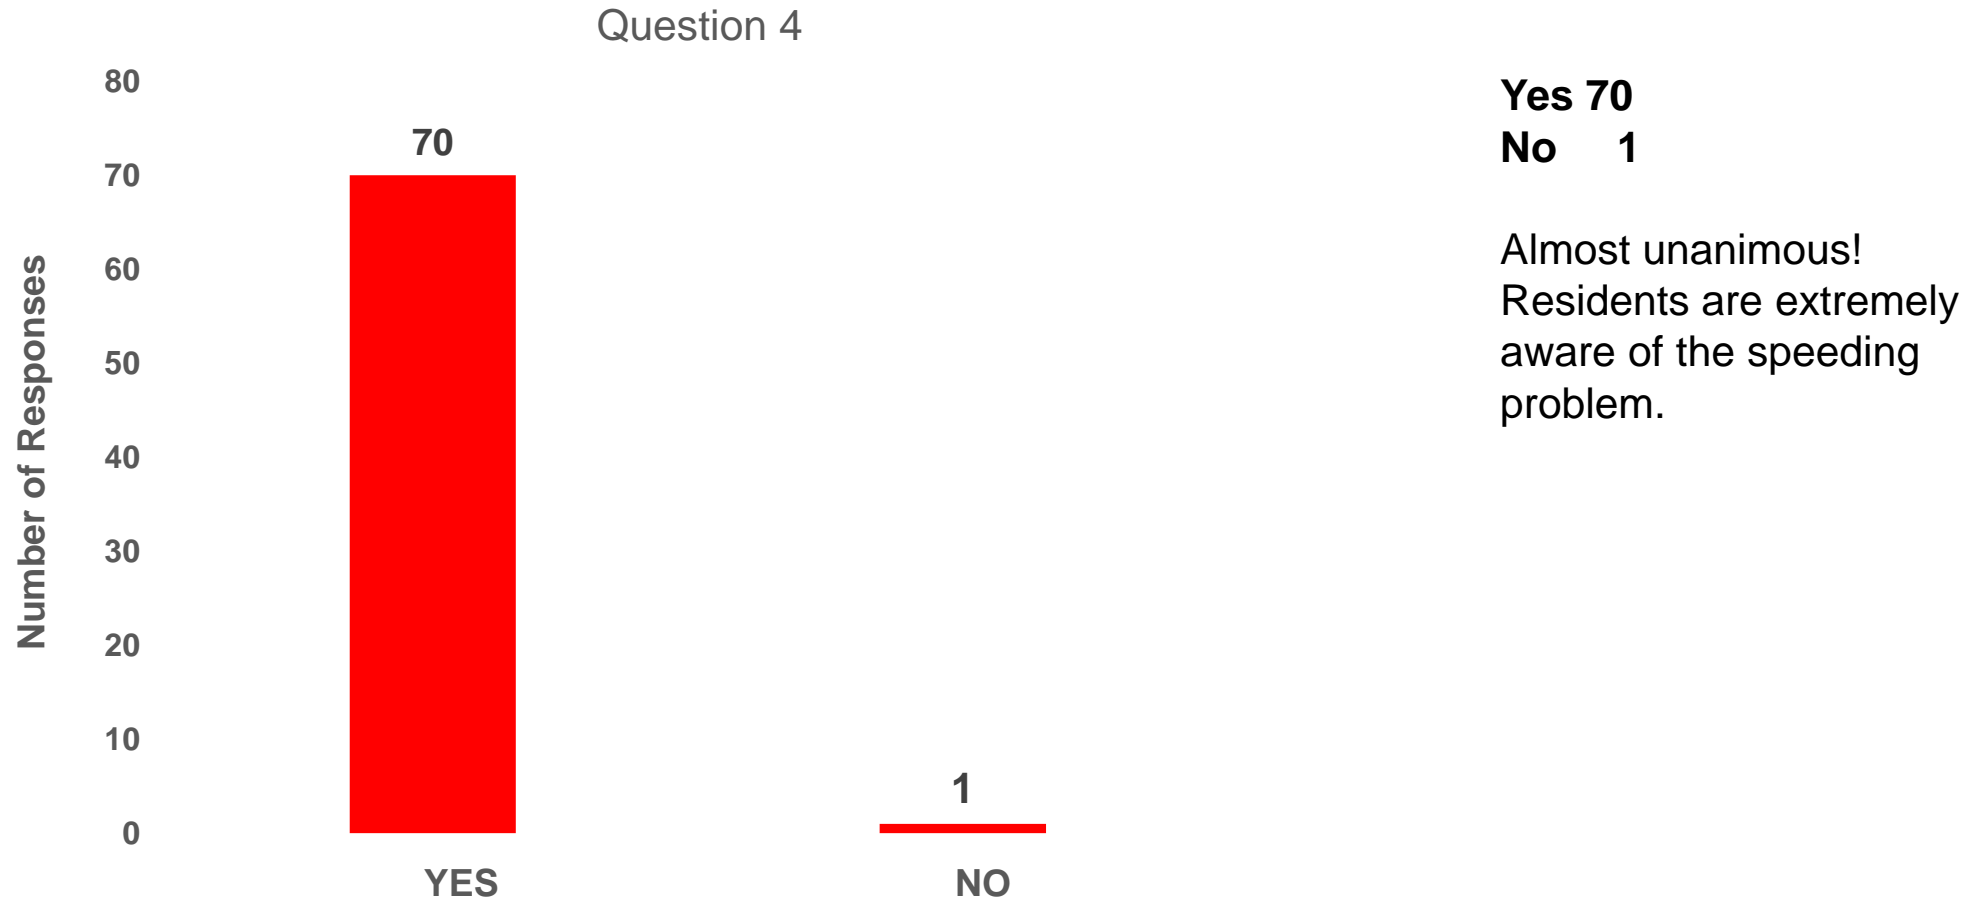 Question 4
Number of Responses
80
70
60
50
40
30
20
10
0
70
1
YES
NO
Yes 70
No 1
Almost unanimous!
Residents are extremely
aware of the speeding
problem.